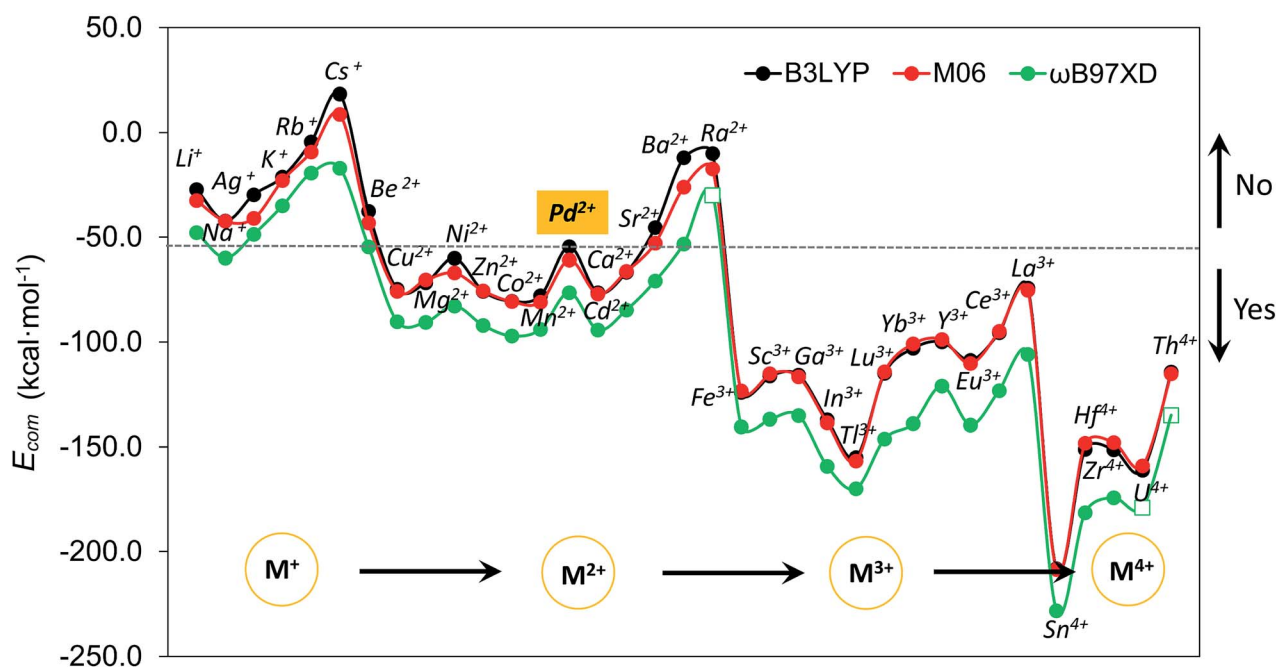 50.0
0.0
-50.0
-100.0
-150.0
-200.0
-250.0
E_com (kcal·mol⁻¹)
B3LYP M06 ωB97XD
Li⁺
Na⁺
Ag⁺
K⁺
Rb⁺
Cs⁺
Be²⁺
Cu²⁺
Mg²⁺
Ni²⁺
Zn²⁺
Co²⁺
Mn²⁺
Pd²⁺
Cd²⁺
Ca²⁺
Sr²⁺
Ba²⁺
Ra²⁺
Fe³⁺
Sc³⁺
Ga³⁺
In³⁺
Tl³⁺
Lu³⁺
Yb³⁺
Y³⁺
Eu³⁺
Ce³⁺
La³⁺
Sn⁴⁺
Hf⁴⁺
Zr⁴⁺
U⁴⁺
Th⁴⁺
No
Yes
M⁺
M²⁺
M³⁺
M⁴⁺